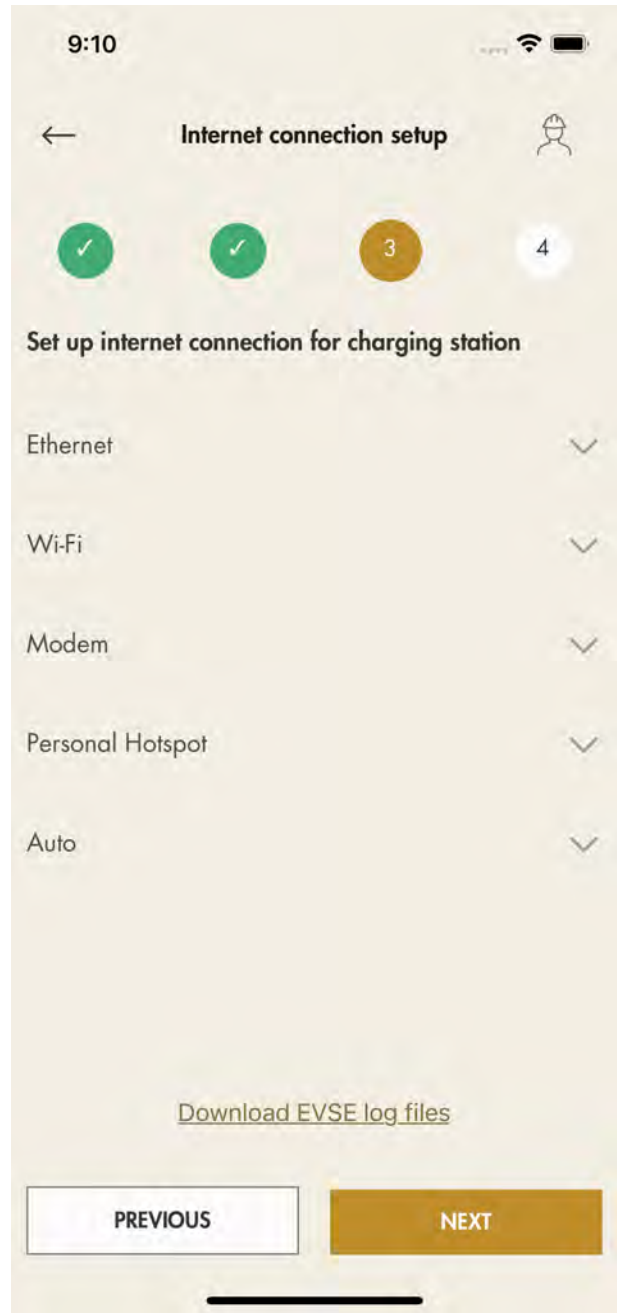 9:10
Internet connection setup
✓ ✓ 3 4
Set up internet connection for charging station
Ethernet
Wi-Fi
Modem
Personal Hotspot
Auto
Download EVSE log files
PREVIOUS NEXT